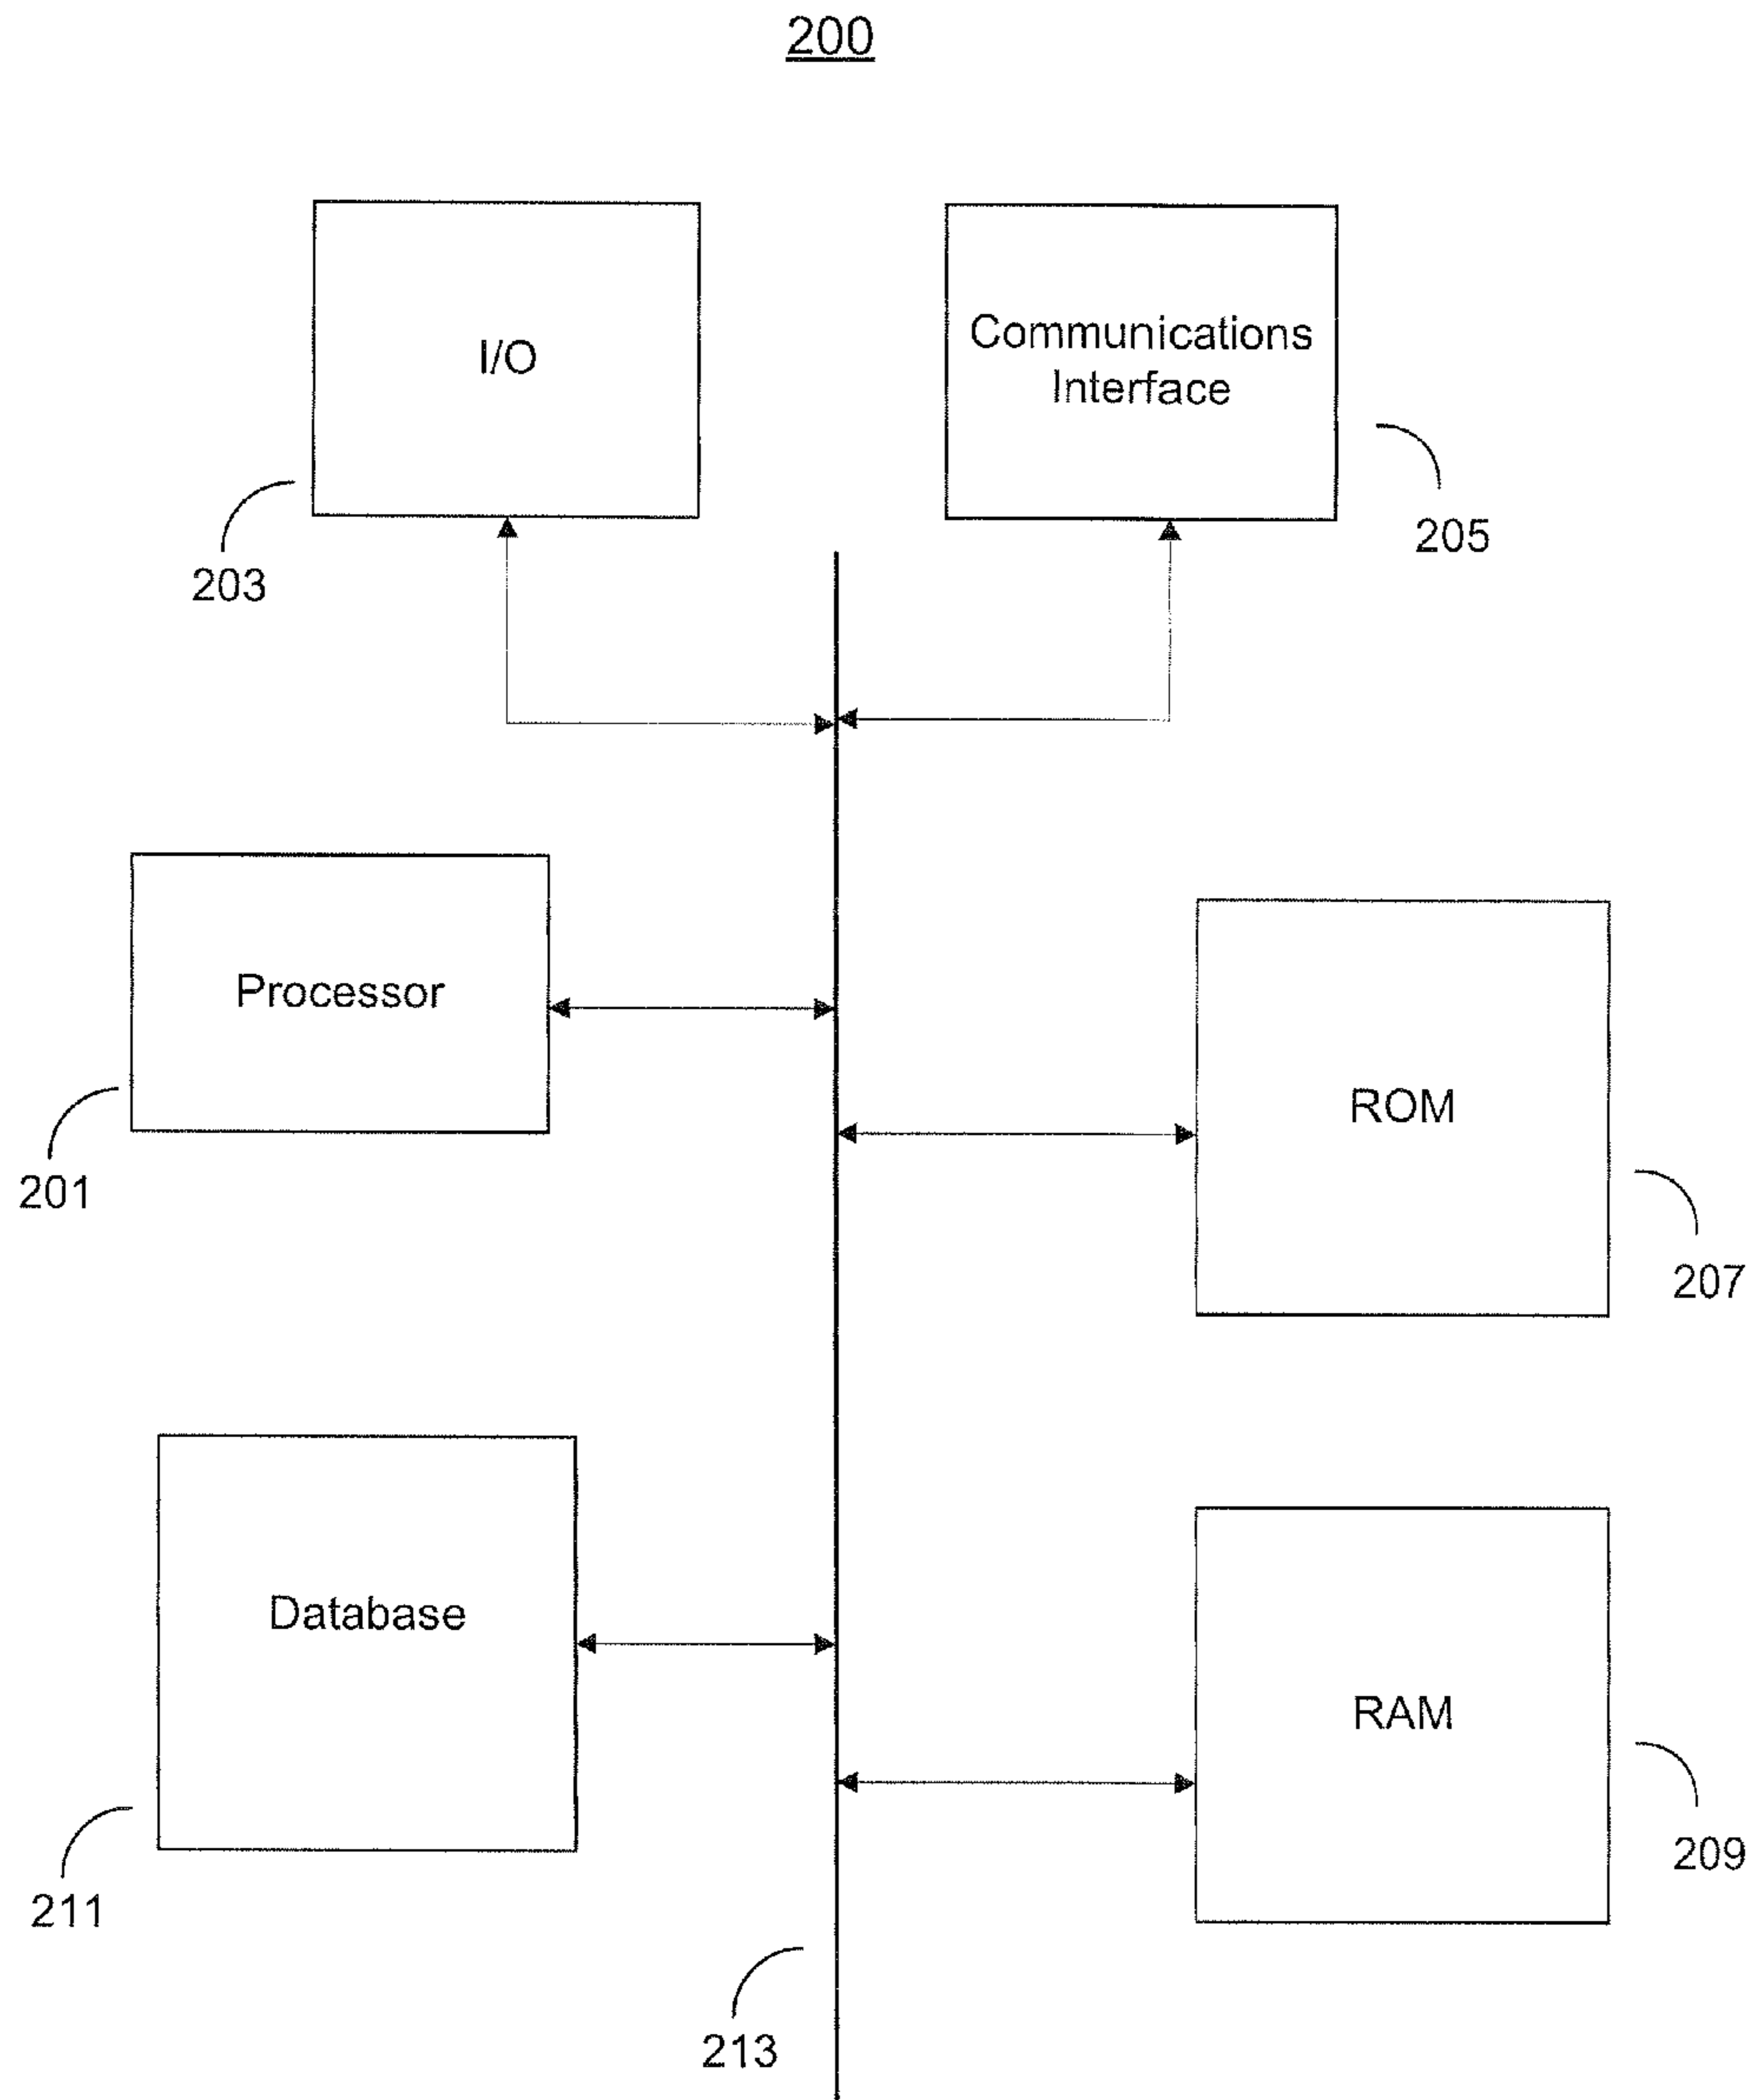 200
I/O
Communications
Interface
203
205
Processor
201
ROM
207
Database
211
RAM
209
213